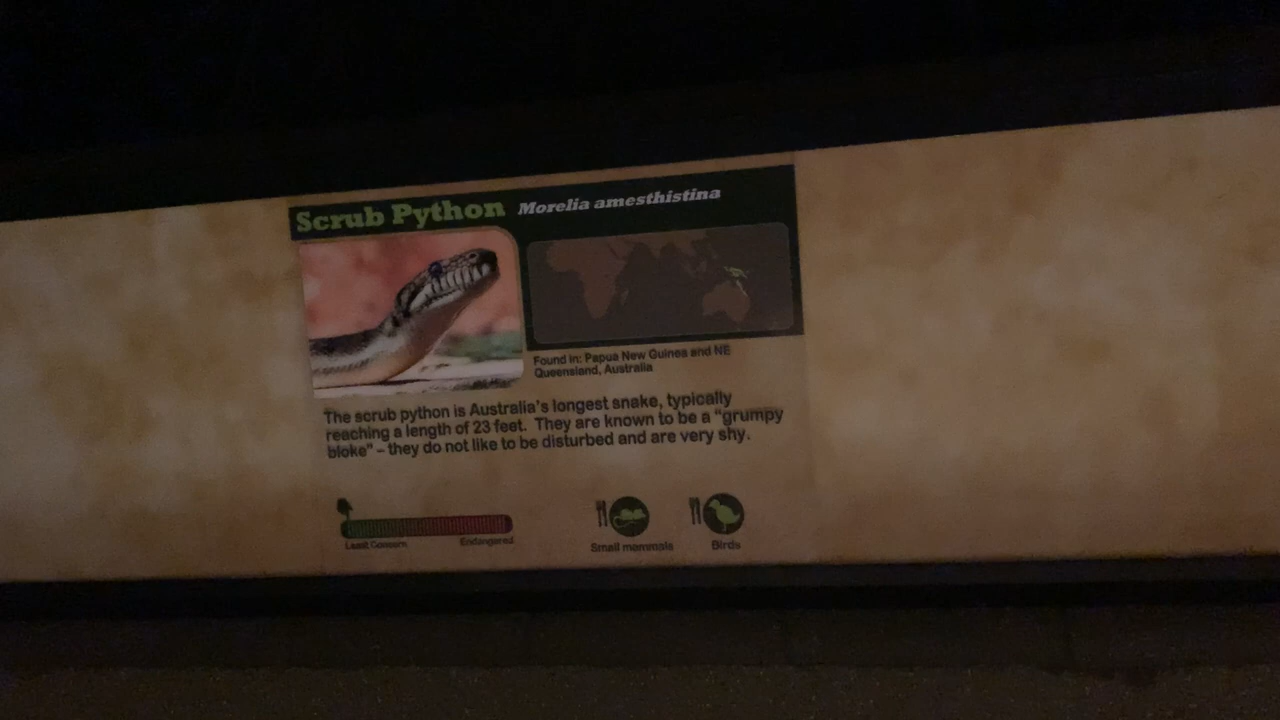 Scrub Python Morelia amesthistina
Found in: Papua New Guinea and NE
Queensland, Australia
The scrub python is Australia's longest snake, typically
reaching a length of 23 feet. They are known to be a "grumpy
bloke" – they do not like to be disturbed and are very shy.
Least Concern Endangered
Small mammals Birds